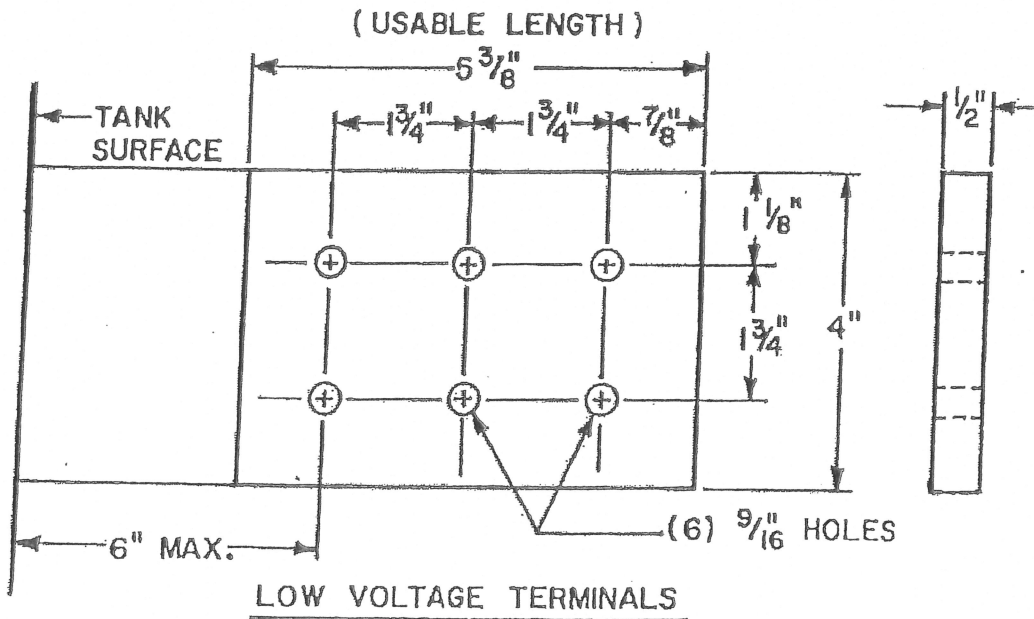 (USABLE LENGTH)
5 3/8"
TANK
SURFACE
1 3/4" 1 3/4" 7/8"
1/2"
1 1/8"
1 3/4"
4"
6" MAX.
(6) 9/16" HOLES
LOW VOLTAGE TERMINALS